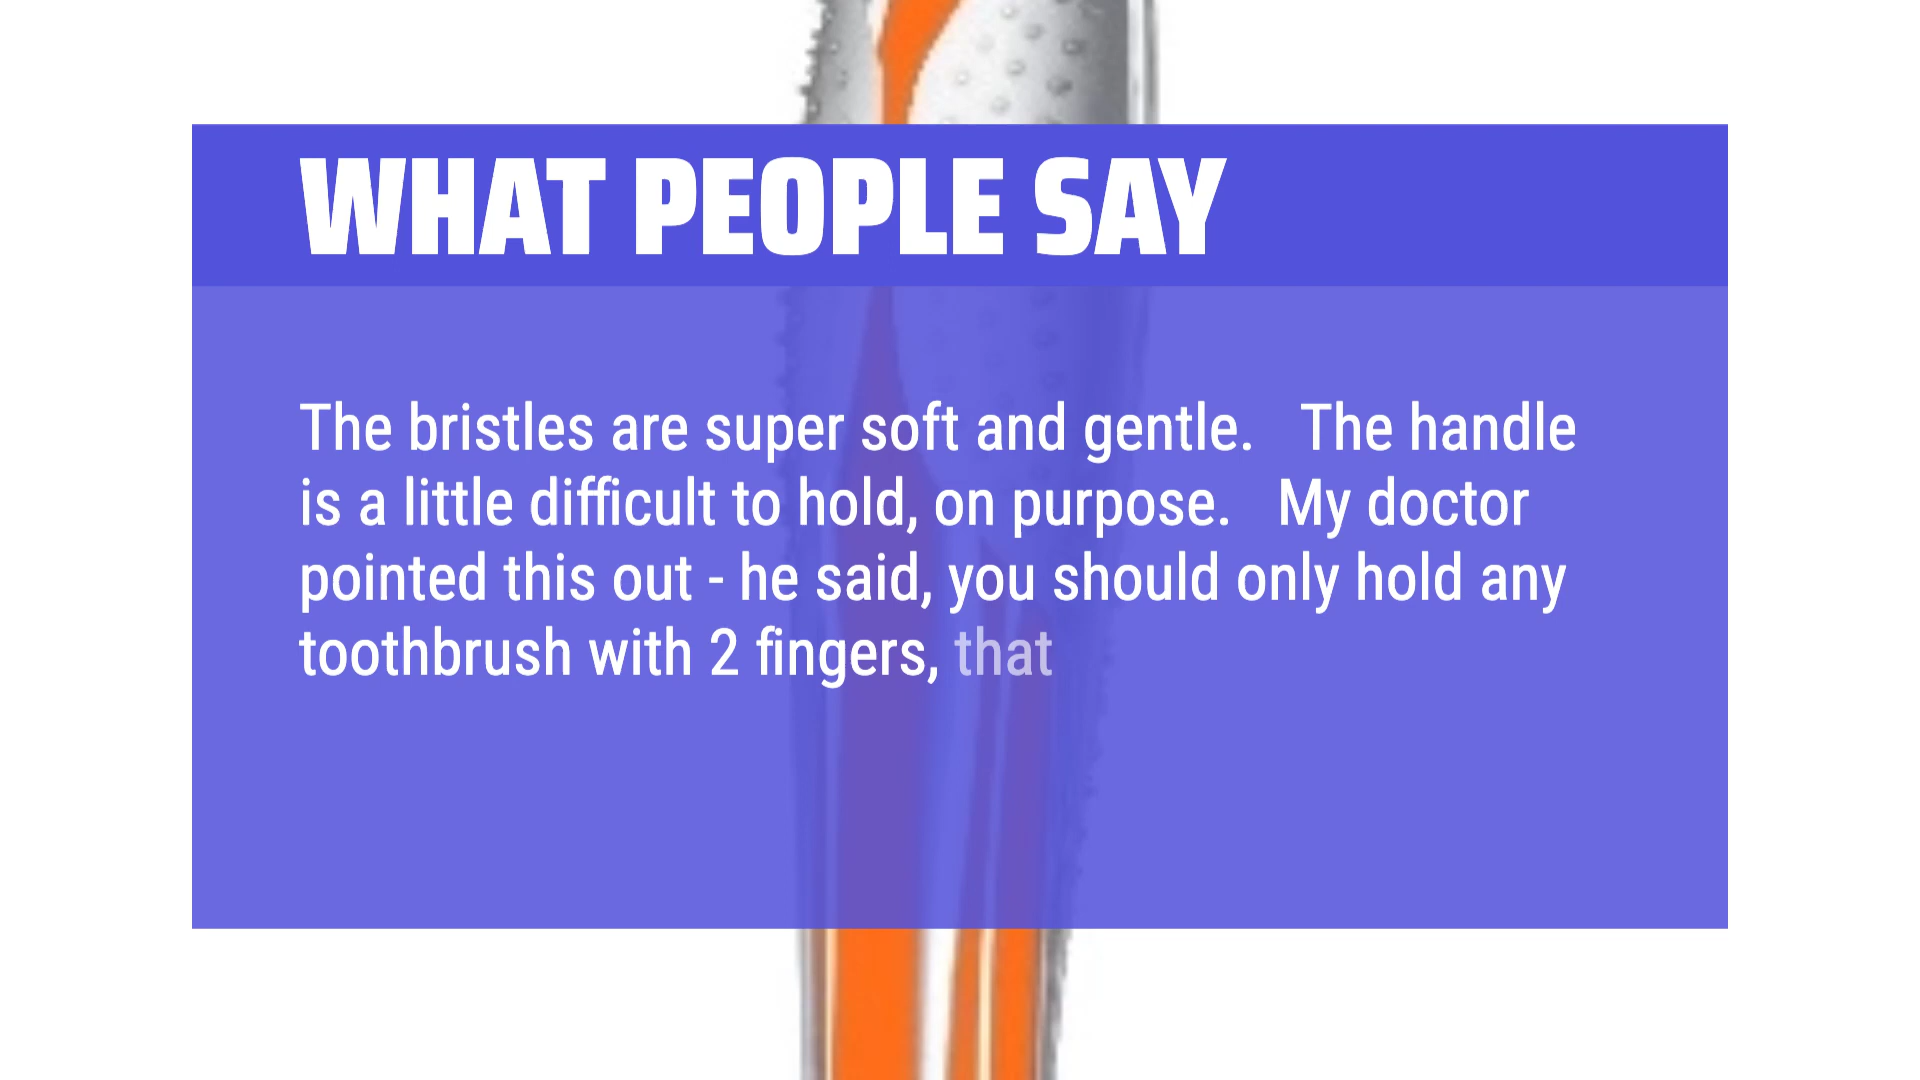 WHAT PEOPLE SAY
The bristles are super soft and gentle.   The handle
is a little difficult to hold, on purpose.   My doctor
pointed this out - he said, you should only hold any
toothbrush with 2 fingers, that